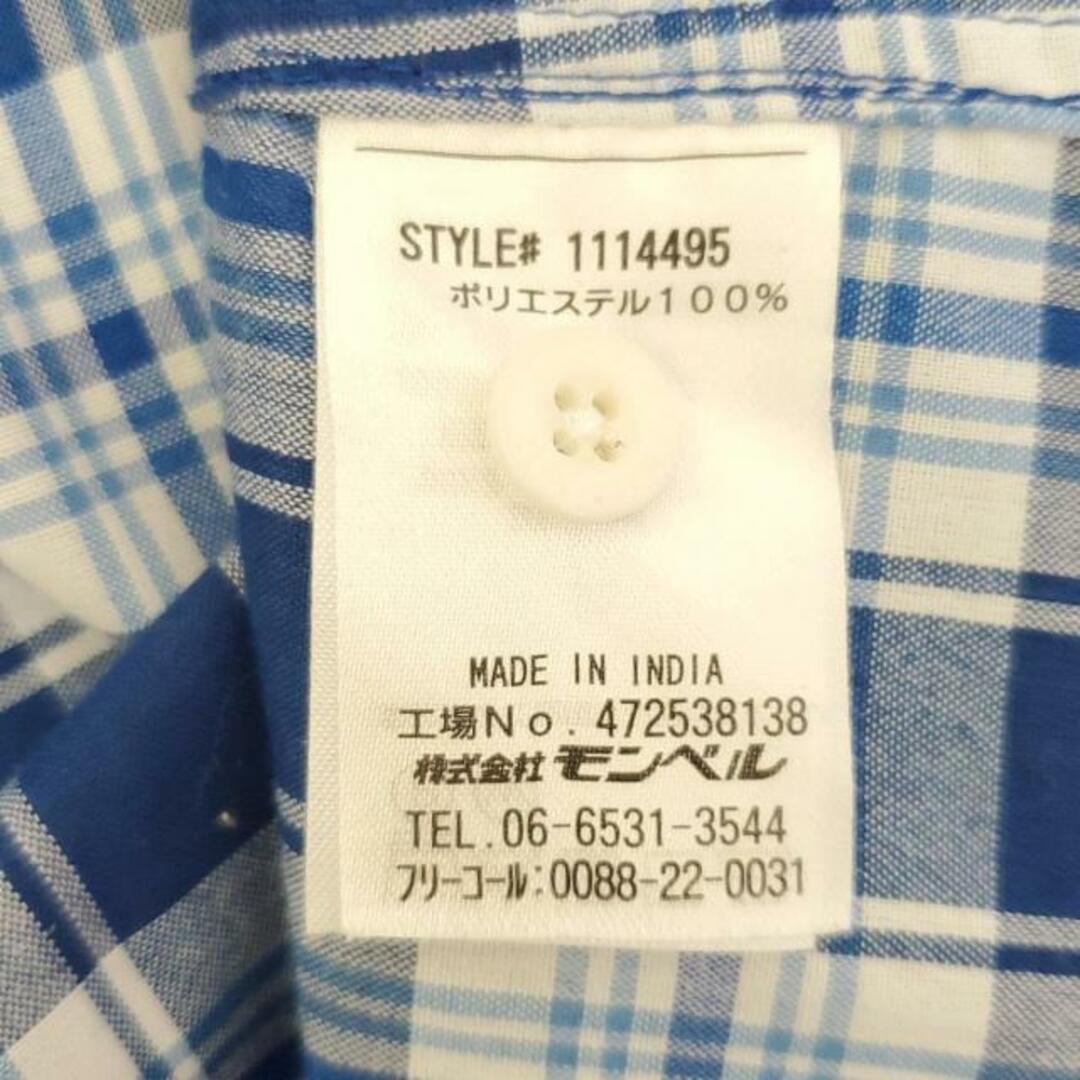 STYLE# 1114495
ポリエステル100%
MADE IN INDIA
工場No. 472538138
株式会社モンベル
TEL.06-6531-3544
フリーコール:0088-22-0031